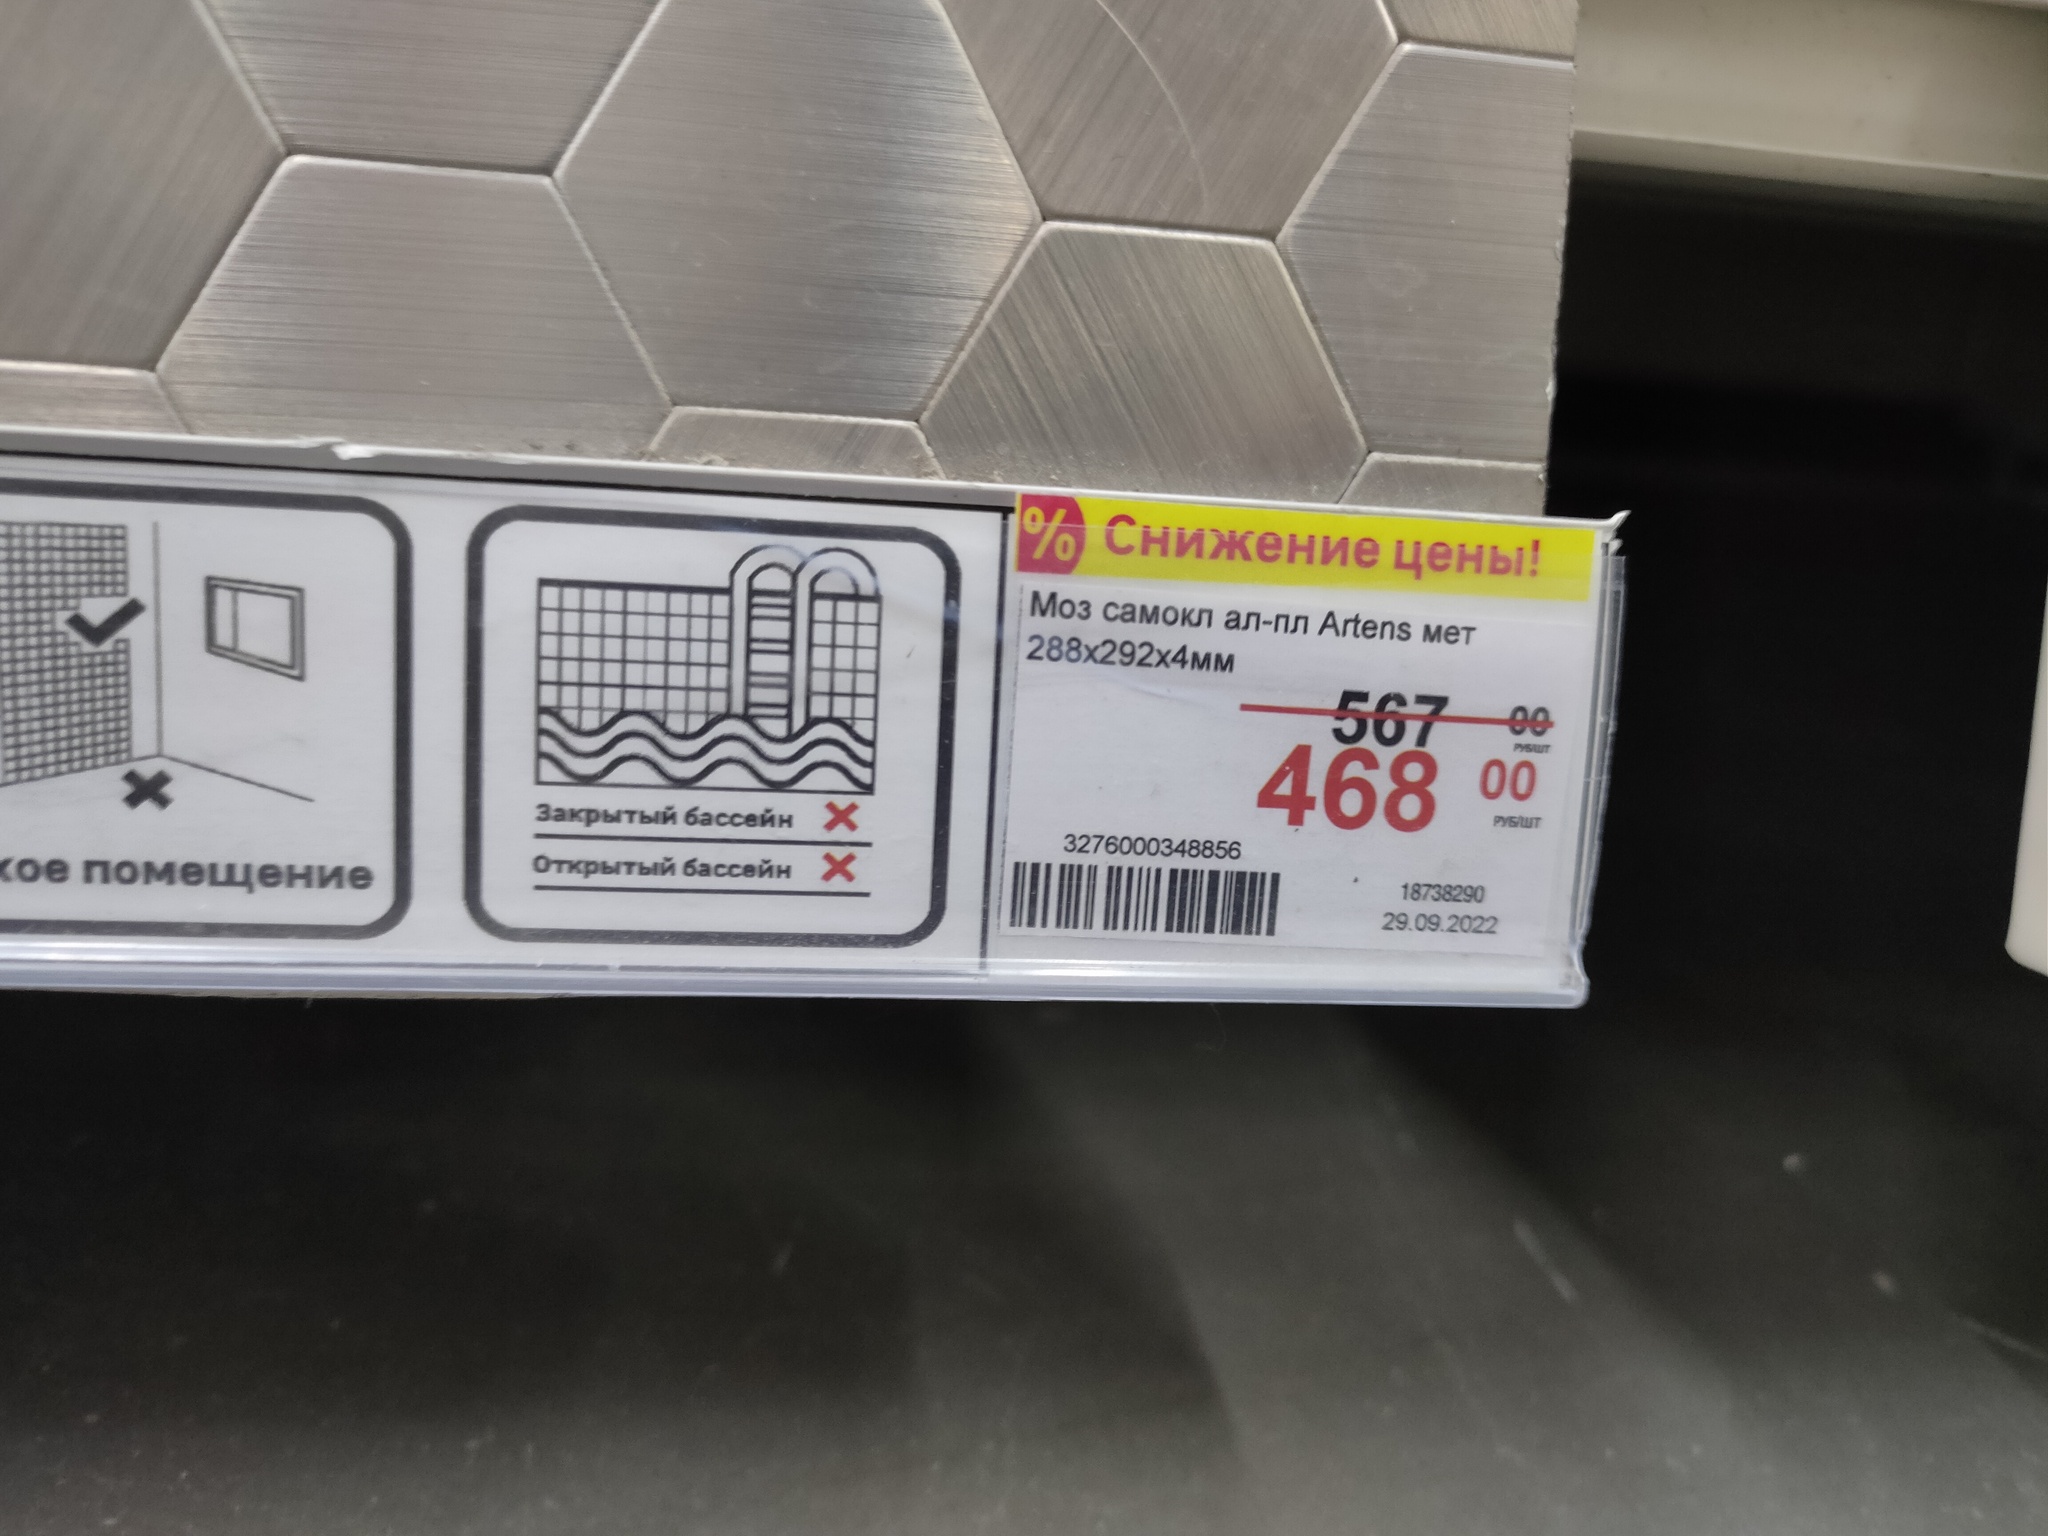 помещение
Закрытый бассейн
Открытый бассейн
% Снижение цены!
Моз самокл ал-пл Artens мет
288x292x4мм
567 00
РУБ/ШТ
468 00
РУБ/ШТ
3276000348856
18738290
29.09.2022